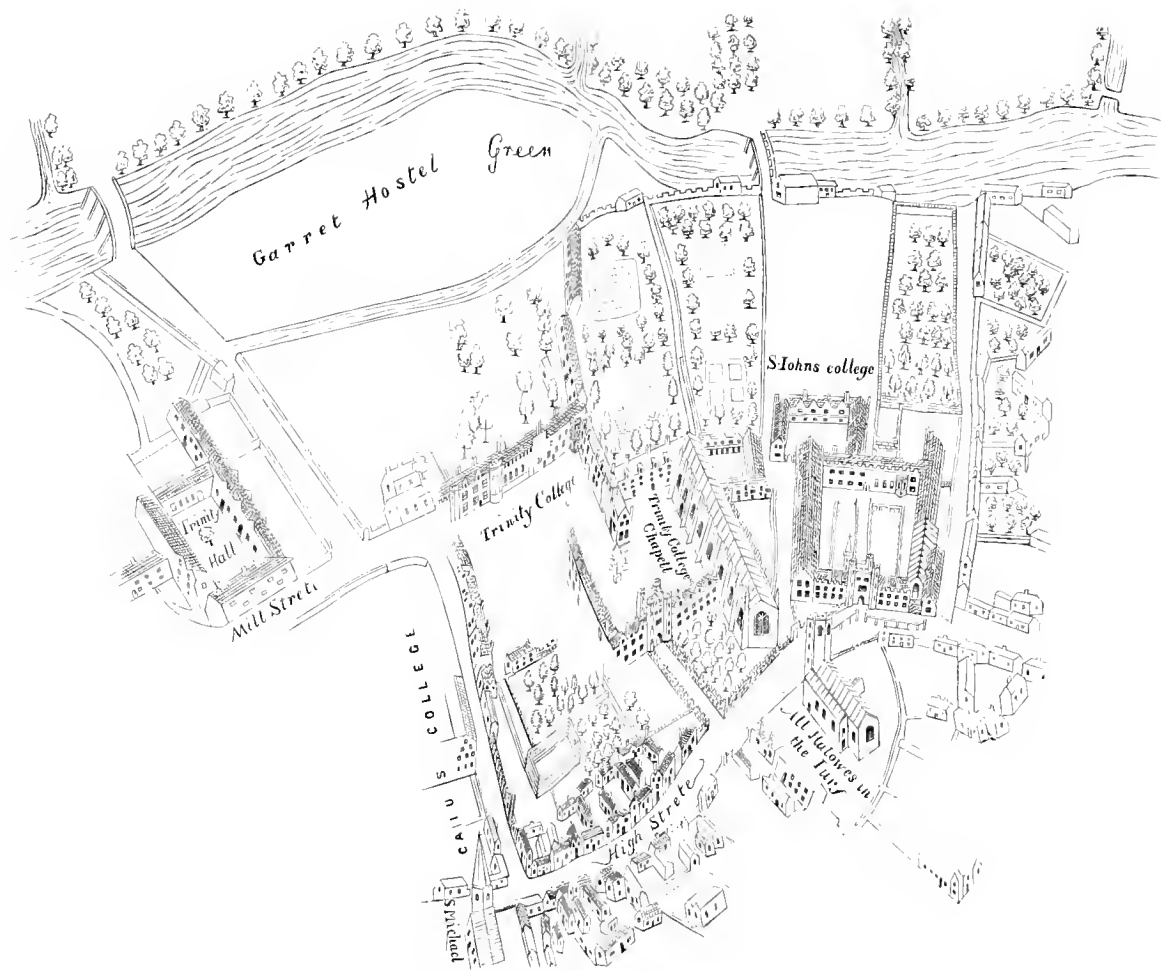 Garret Hostel Green
S Iohns college
Trinity College
Trinity College
Chapell
Trinity
Hall
Mill Strete
CAIUS COLLEGE
All Halowes in
the Turf
High Strete
S Michael